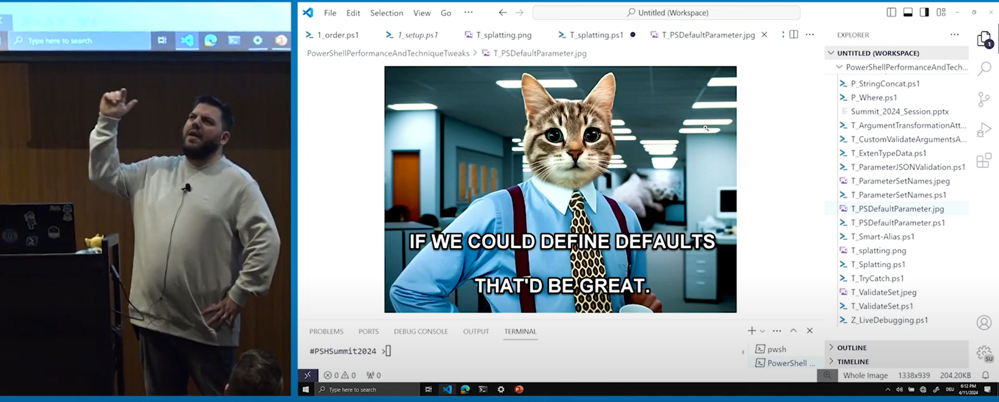 Type here to search
File Edit Selection View Go ···
Untitled (Workspace)
1_order.ps1 1_setup.ps1 T_splatting.png T_splatting.ps1 T_PSDefaultParameter.jpg
PowerShellPerformanceAndTechniqueTweaks > T_PSDefaultParameter.jpg
IF WE COULD DEFINE DEFAULTS
THAT'D BE GREAT.
EXPLORER
UNTITLED (WORKSPACE)
PowerShellPerformanceAndTech...
P_StringConcat.ps1
P_Where.ps1
Summit_2024_Session.pptx
T_ArgumentTransformationAtt...
T_CustomValidateArgumentsA...
T_ExtenTypeData.ps1
T_ParameterJSONValidation.ps1
T_ParameterSetNames.jpeg
T_ParameterSetNames.ps1
T_PSDefaultParameter.jpg
T_PSDefaultParameter.ps1
T_Smart-Alias.ps1
T_splatting.png
T_Splatting.ps1
T_TryCatch.ps1
T_ValidateSet.jpeg
T_ValidateSet.ps1
Z_LiveDebugging.ps1
OUTLINE
TIMELINE
1
SU
PROBLEMS PORTS DEBUG CONSOLE OUTPUT TERMINAL
#PSHSummit2024 >
pwsh
PowerShell ...
0 0 0
Whole Image 1338x939 204.20KB
Type here to search
DEU
6:12 PM
4/11/2024